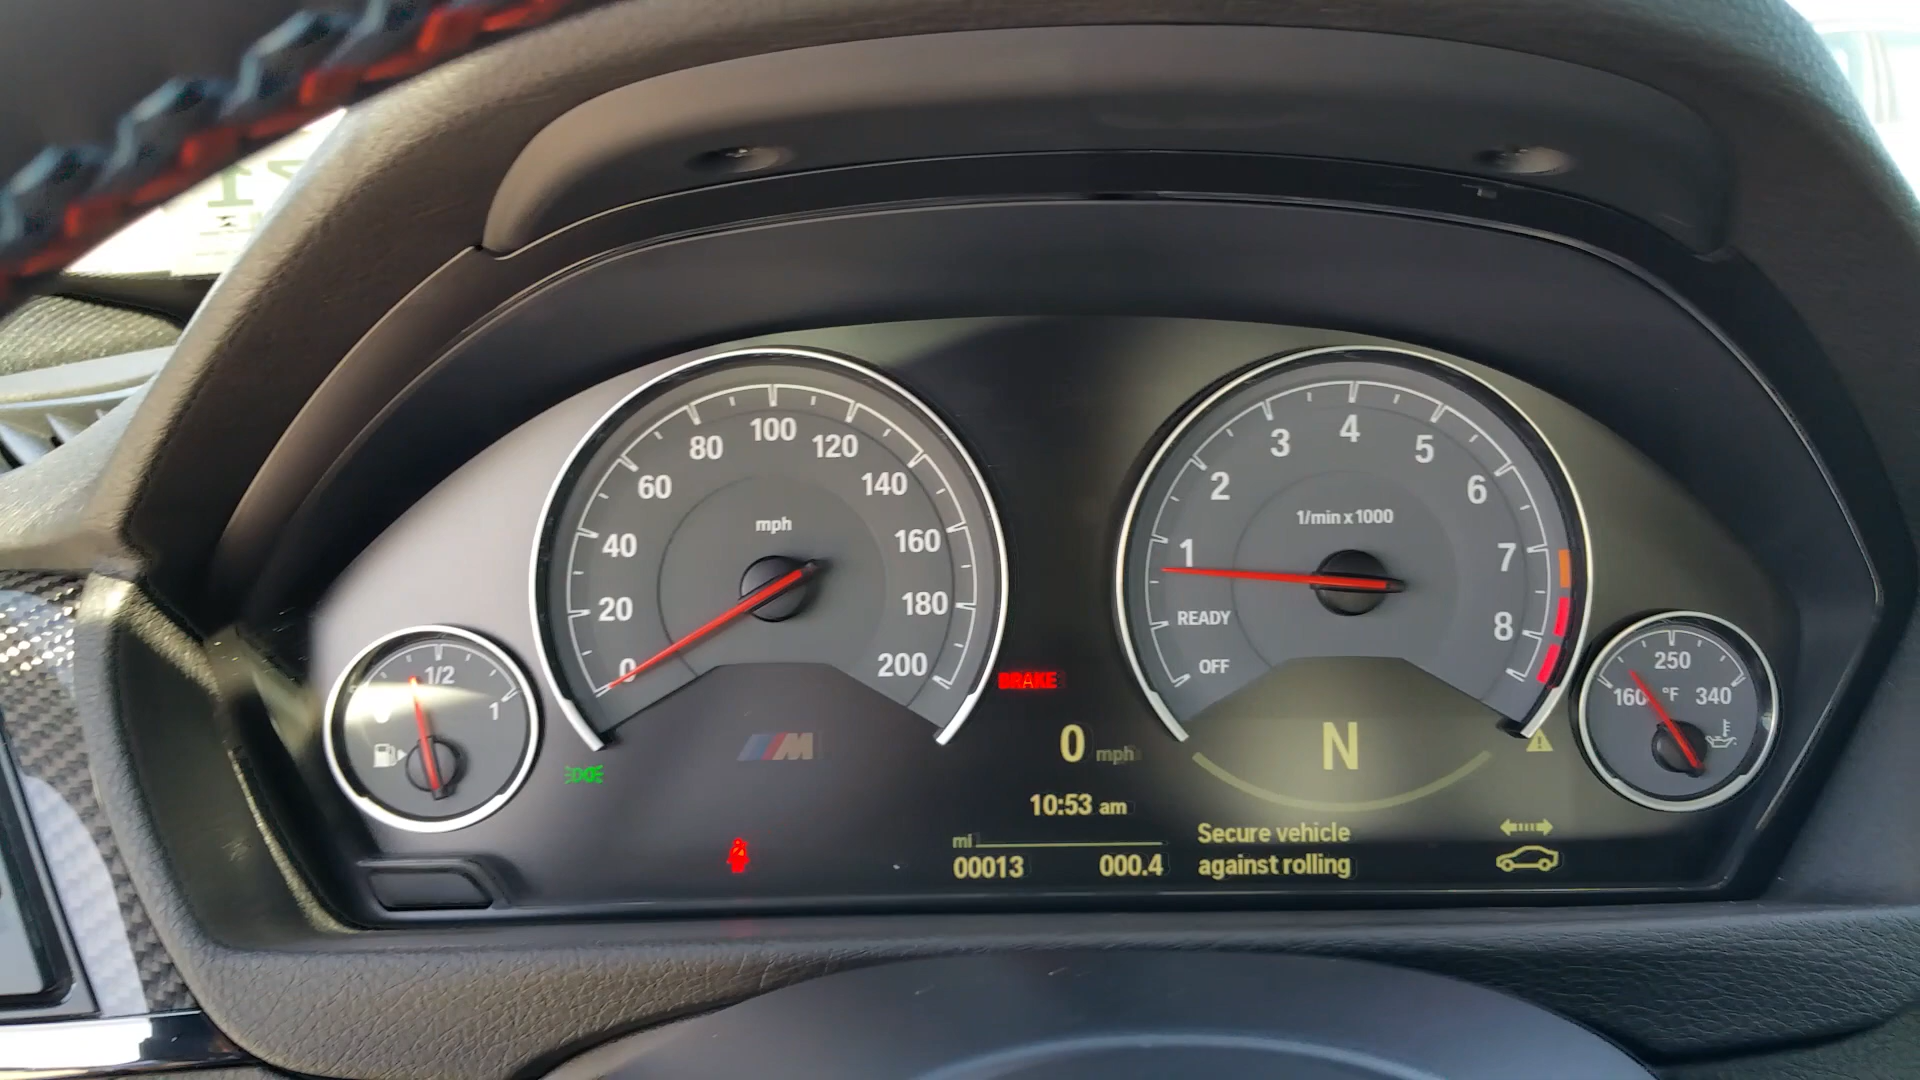 100
80
120
60
140
mph
40
160
20
180
0
200
4
3
5
2
6
1/min x 1000
1
7
READY
8
OFF
1/2
1
250
160
°F
340
BRAKE
M
0 mph
N
10:53 am
mi
00013 000.4
Secure vehicle
against rolling